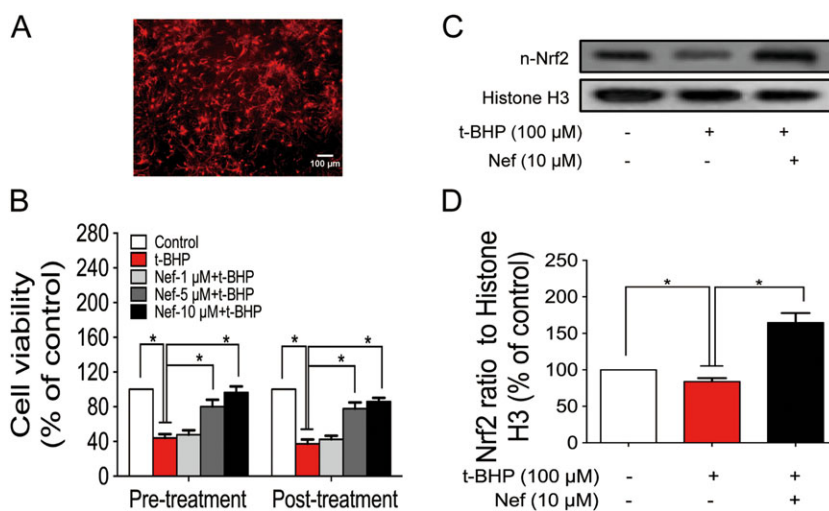 A
100 µm
B
Cell viability
(% of control)
280
240
200
160
120
80
40
0
Control
t-BHP
Nef-1 µM+t-BHP
Nef-5 µM+t-BHP
Nef-10 µM+t-BHP
* * *
* * *
Pre-treatment Post-treatment
C
n-Nrf2
Histone H3
t-BHP (100 µM) - + +
Nef (10 µM) - - +
D
Nrf2 ratio to Histone
H3 (% of control)
250
200
150
100
50
0
* *
t-BHP (100 µM) - + +
Nef (10 µM) - - +